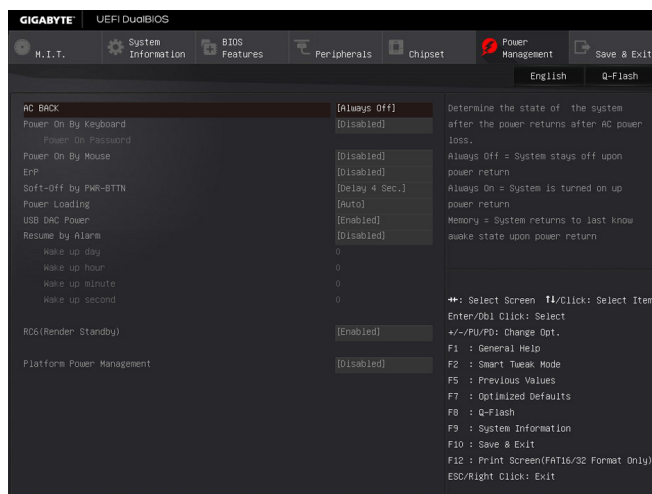 GIGABYTE™ UEFI DualBIOS
M.I.T. System Information BIOS Features Peripherals Chipset Power Management Save & Exit
English Q-Flash
AC BACK [Always Off]
Power On By Keyboard [Disabled]
Power On Password
Power On By Mouse [Disabled]
ErP [Disabled]
Soft-Off by PWR-BTTN [Delay 4 Sec.]
Power Loading [Auto]
USB DAC Power [Enabled]
Resume by Alarm [Disabled]
Wake up day 0
Wake up hour 0
Wake up minute 0
Wake up second 0
RC6(Render Standby) [Enabled]
Platform Power Management [Disabled]
Determine the state of the system
after the power returns after AC power
loss.
Always Off = System stays off upon
power return
Always On = System is turned on up
power return
Memory = System returns to last know
awake state upon power return
→←: Select Screen ↑↓/Click: Select Item
Enter/Dbl Click: Select
+/-/PU/PD: Change Opt.
F1 : General Help
F2 : Smart Tweak Mode
F5 : Previous Values
F7 : Optimized Defaults
F8 : Q-Flash
F9 : System Information
F10 : Save & Exit
F12 : Print Screen(FAT16/32 Format Only)
ESC/Right Click: Exit